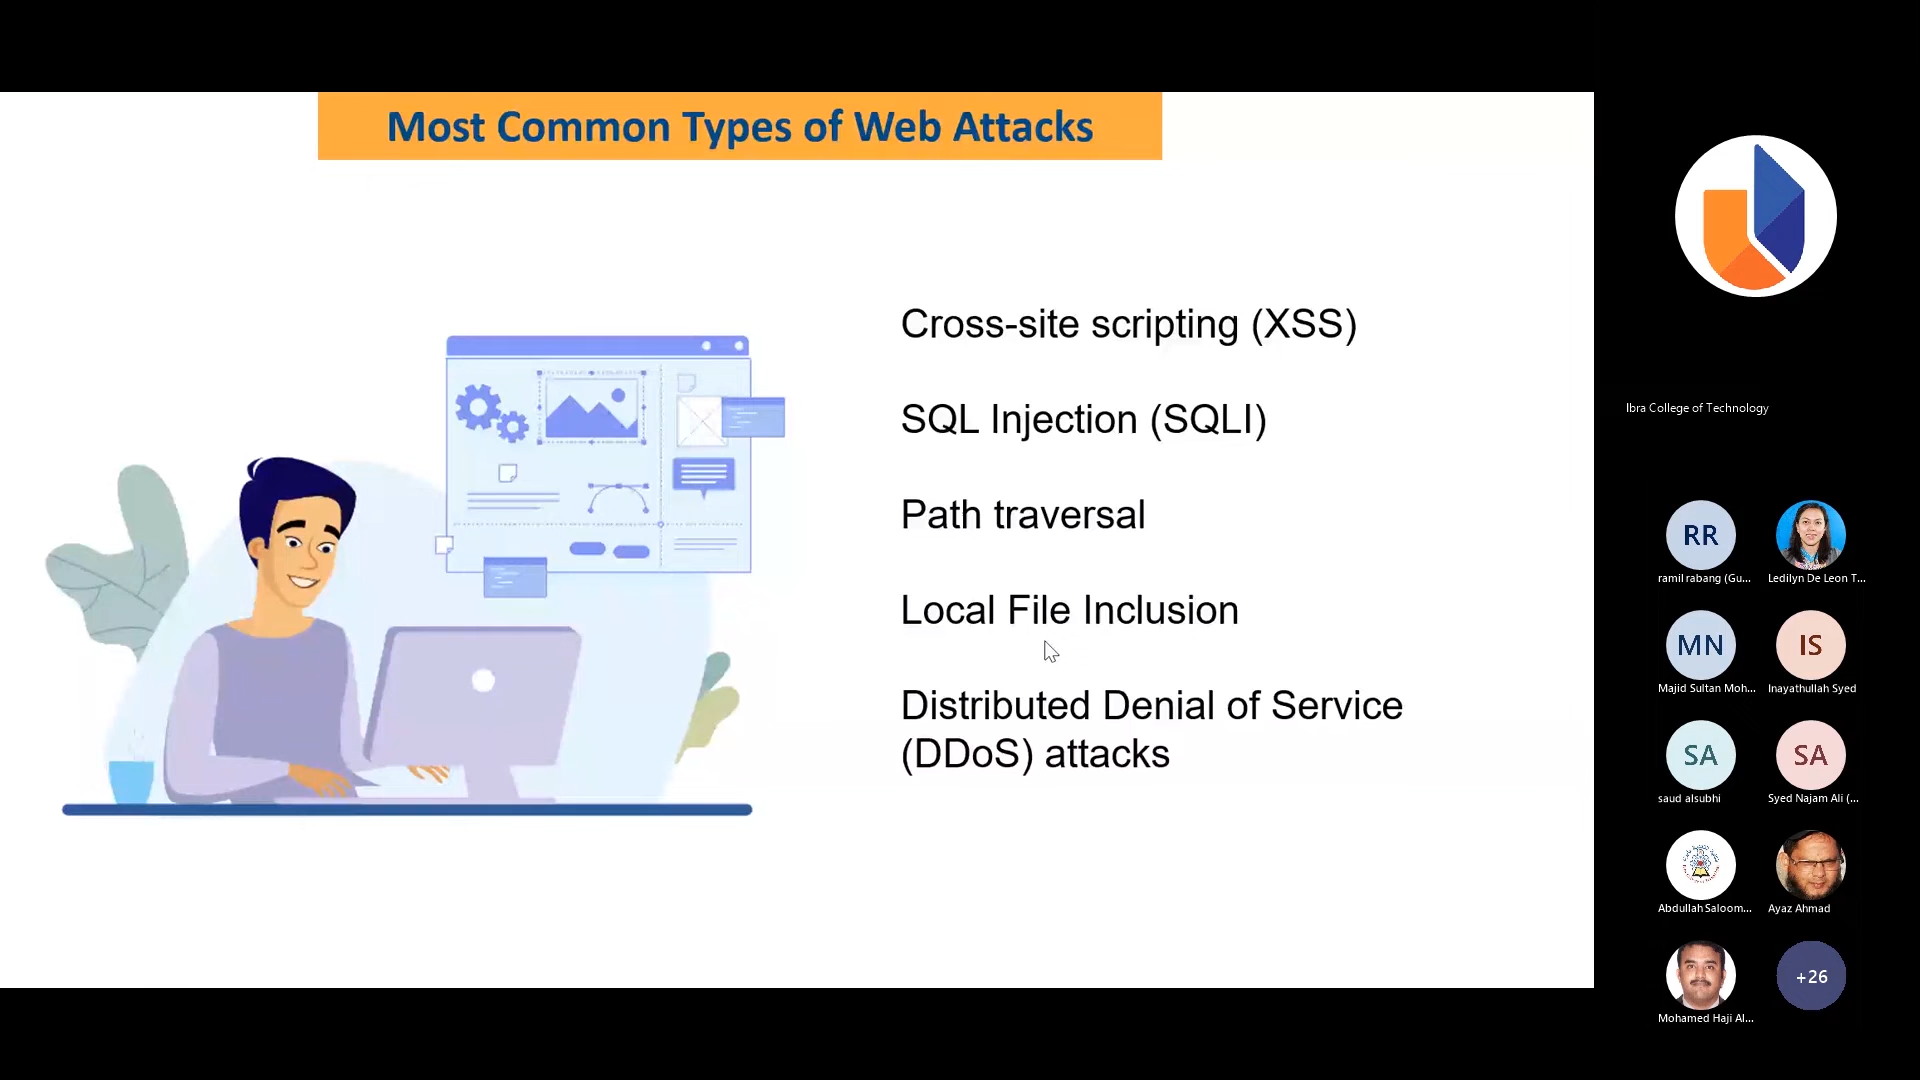 Most Common Types of Web Attacks
Cross-site scripting (XSS)
SQL Injection (SQLI)
Path traversal
Local File Inclusion
Distributed Denial of Service
(DDoS) attacks
Ibra College of Technology
RR
ramil rabang (Gu...
Ledilyn De Leon T...
MN
Majid Sultan Moh...
IS
Inayathullah Syed
SA
saud alsubhi
SA
Syed Najam Ali (...
Abdullah Saloom...
Ayaz Ahmad
Mohamed Haji Al...
+26